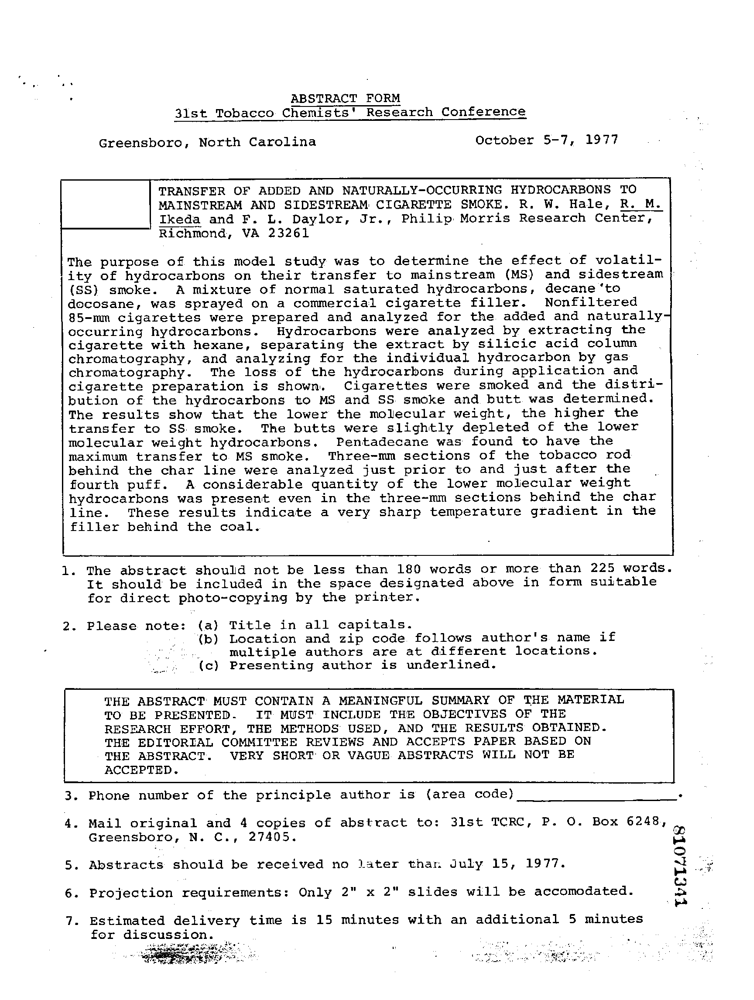 ABSTRACT FORM
31st Tobacco Chemists' Research Conference
Greensboro, North Carolina October 5-7, 1977
TRANSFER OF ADDED AND NATURALLY-OCCURRING HYDROCARBONS TO
MAINSTREAM AND SIDESTREAM CIGARETTE SMOKE. R. W. Hale, R. M.
Ikeda and F. L. Daylor, Jr., Philip Morris Research Center,
Richmond, VA 23261
The purpose of this model study was to determine the effect of volatil-
ity of hydrocarbons on their transfer to mainstream (MS) and sidestream
(SS) smoke. A mixture of normal saturated hydrocarbons, decane to
docosane, was sprayed on a commercial cigarette filler. Nonfiltered
85-mm cigarettes were prepared and analyzed for the added and naturally-
occurring hydrocarbons. Hydrocarbons were analyzed by extracting the
cigarette with hexane, separating the extract by silicic acid column
chromatography, and analyzing for the individual hydrocarbon by gas
chromatography. The loss of the hydrocarbons during application and
cigarette preparation is shown. Cigarettes were smoked and the distri-
bution of the hydrocarbons to MS and SS smoke and butt was determined.
The results show that the lower the molecular weight, the higher the
transfer to SS smoke. The butts were slightly depleted of the lower
molecular weight hydrocarbons. Pentadecane was found to have the
maximum transfer to MS smoke. Three-mm sections of the tobacco rod
behind the char line were analyzed just prior to and just after the
fourth puff. A considerable quantity of the lower molecular weight
hydrocarbons was present even in the three-mm sections behind the char
line. These results indicate a very sharp temperature gradient in the
filler behind the coal.
1. The abstract should not be less than 180 words or more than 225 words.
It should be included in the space designated above in form suitable
for direct photo-copying by the printer.
2. Please note: (a) Title in all capitals.
(b) Location and zip code follows author's name if
multiple authors are at different locations.
(c) Presenting author is underlined.
THE ABSTRACT MUST CONTAIN A MEANINGFUL SUMMARY OF THE MATERIAL
TO BE PRESENTED. IT MUST INCLUDE THE OBJECTIVES OF THE
RESEARCH EFFORT, THE METHODS USED, AND THE RESULTS OBTAINED.
THE EDITORIAL COMMITTEE REVIEWS AND ACCEPTS PAPER BASED ON
THE ABSTRACT. VERY SHORT OR VAGUE ABSTRACTS WILL NOT BE
ACCEPTED.
3. Phone number of the principle author is (area code)____________.
4. Mail original and 4 copies of abstract to: 31st TCRC, P. O. Box 6248,
Greensboro, N. C., 27405.
5. Abstracts should be received no later than July 15, 1977.
6. Projection requirements: Only 2" x 2" slides will be accomodated.
7. Estimated delivery time is 15 minutes with an additional 5 minutes
for discussion.
81071341